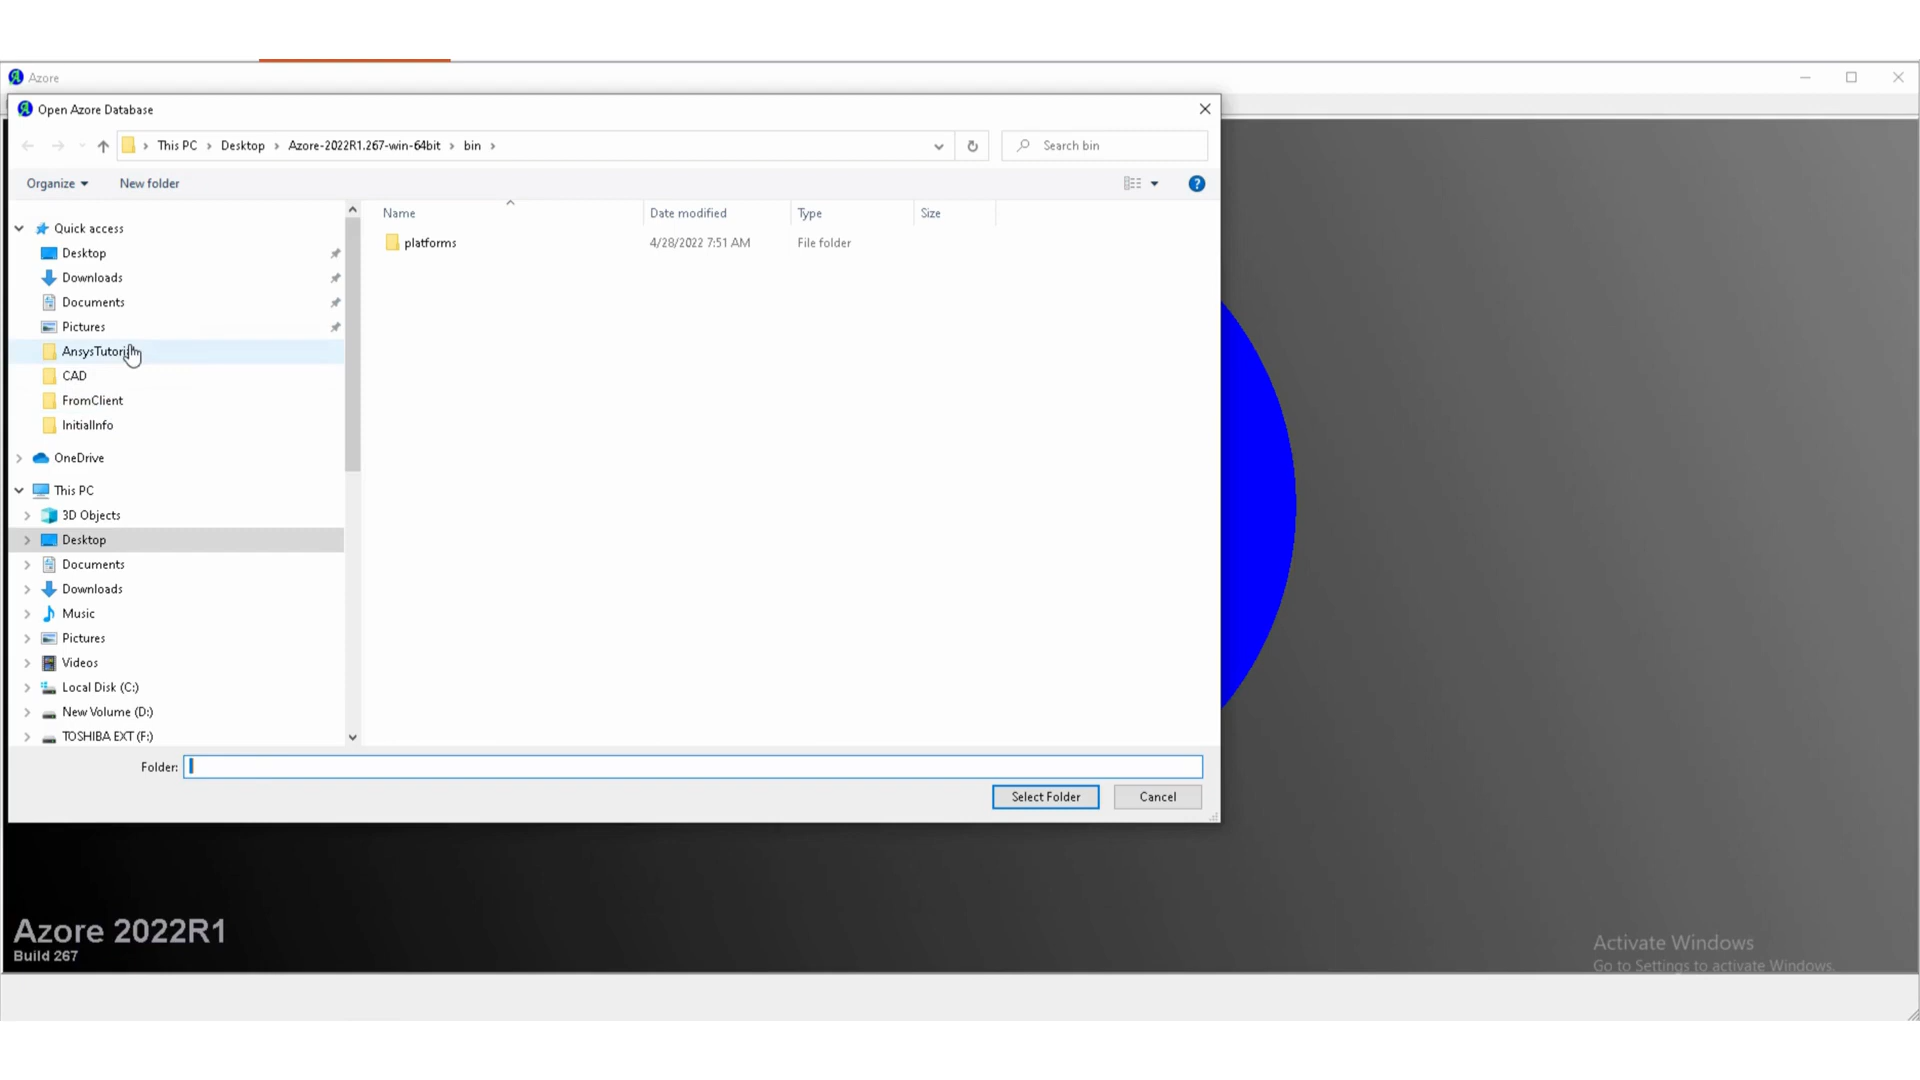 Azore
Open Azore Database
This PC Desktop Azore-2022R1.267-win-64bit bin
Search bin
Organize
New folder
?
Name
Date modified
Type
Size
platforms
4/28/2022 7:51 AM
File folder
Quick access
Desktop
Downloads
Documents
Pictures
CAD
FromClient
InitialInfo
OneDrive
This PC
3D Objects
Desktop
Documents
Downloads
Music
Pictures
Videos
Local Disk (C:)
New Volume (D:)
TOSHIBA EXT (F:)
Folder:
Select Folder
Cancel
Azore 2022R1
Build 267
Activate Windows
Go to Settings to activate Windows.